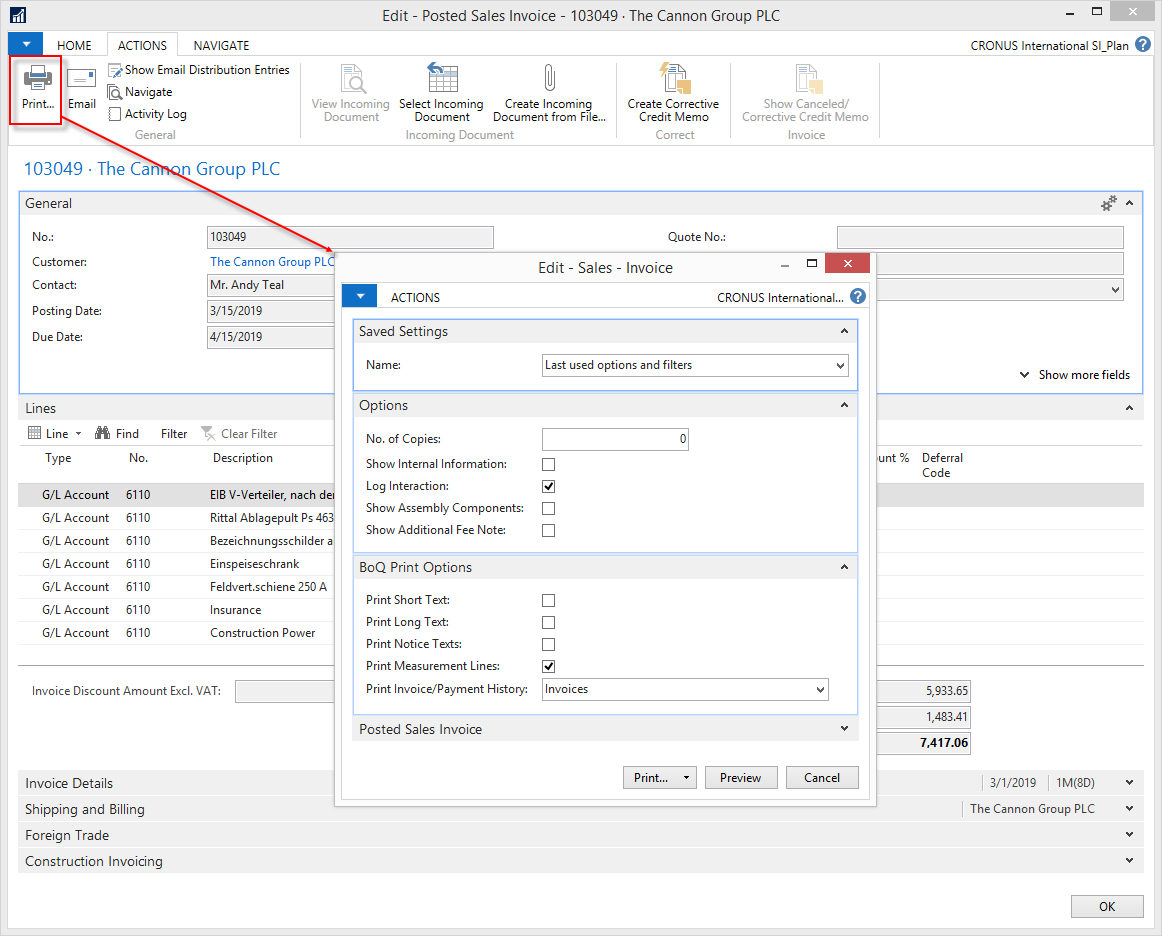 Edit - Posted Sales Invoice - 103049 · The Cannon Group PLC
HOME ACTIONS NAVIGATE CRONUS International SI_Plan
Print...
Email
Show Email Distribution Entries
Navigate
Activity Log
General
View Incoming
Document
Select Incoming
Document
Create Incoming
Document from File...
Incoming Document
Create Corrective
Credit Memo
Correct
Show Canceled/
Corrective Credit Memo
Invoice
103049 · The Cannon Group PLC
General
No.: 103049 Quote No.:
Customer: The Cannon Group PLC
Contact: Mr. Andy Teal
Posting Date: 3/15/2019
Due Date: 4/15/2019
Show more fields
Lines
Line Find Filter Clear Filter
Type No. Description unt % Deferral
Code
G/L Account 6110 EIB V-Verteiler, nach der
G/L Account 6110 Rittal Ablagepult Ps 463
G/L Account 6110 Bezeichnungsschilder a
G/L Account 6110 Einspeiseschrank
G/L Account 6110 Feldvert.schiene 250 A
G/L Account 6110 Insurance
G/L Account 6110 Construction Power
Invoice Discount Amount Excl. VAT: 5,933.65
1,483.41
7,417.06
Invoice Details 3/1/2019 1M(8D)
Shipping and Billing The Cannon Group PLC
Foreign Trade
Construction Invoicing
OK
Edit - Sales - Invoice
ACTIONS CRONUS International... ?
Saved Settings
Name: Last used options and filters
Options
No. of Copies: 0
Show Internal Information:
Log Interaction:
Show Assembly Components:
Show Additional Fee Note:
BoQ Print Options
Print Short Text:
Print Long Text:
Print Notice Texts:
Print Measurement Lines:
Print Invoice/Payment History: Invoices
Posted Sales Invoice
Print... Preview Cancel